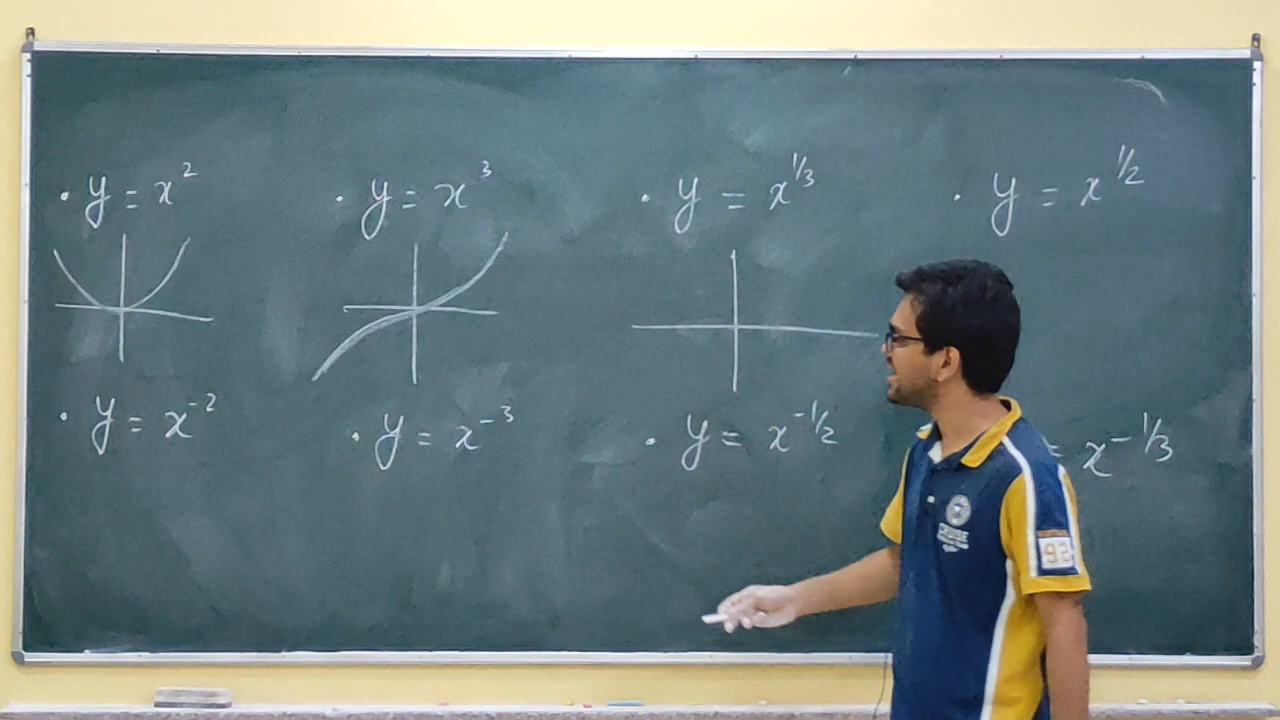 · y = x²
· y = x³
· y = x^{1/3}
· y = x^{1/2}
· y = x^{-2}
· y = x^{-3}
· y = x^{-1/2}
= x^{-1/3}
CRUISE
92